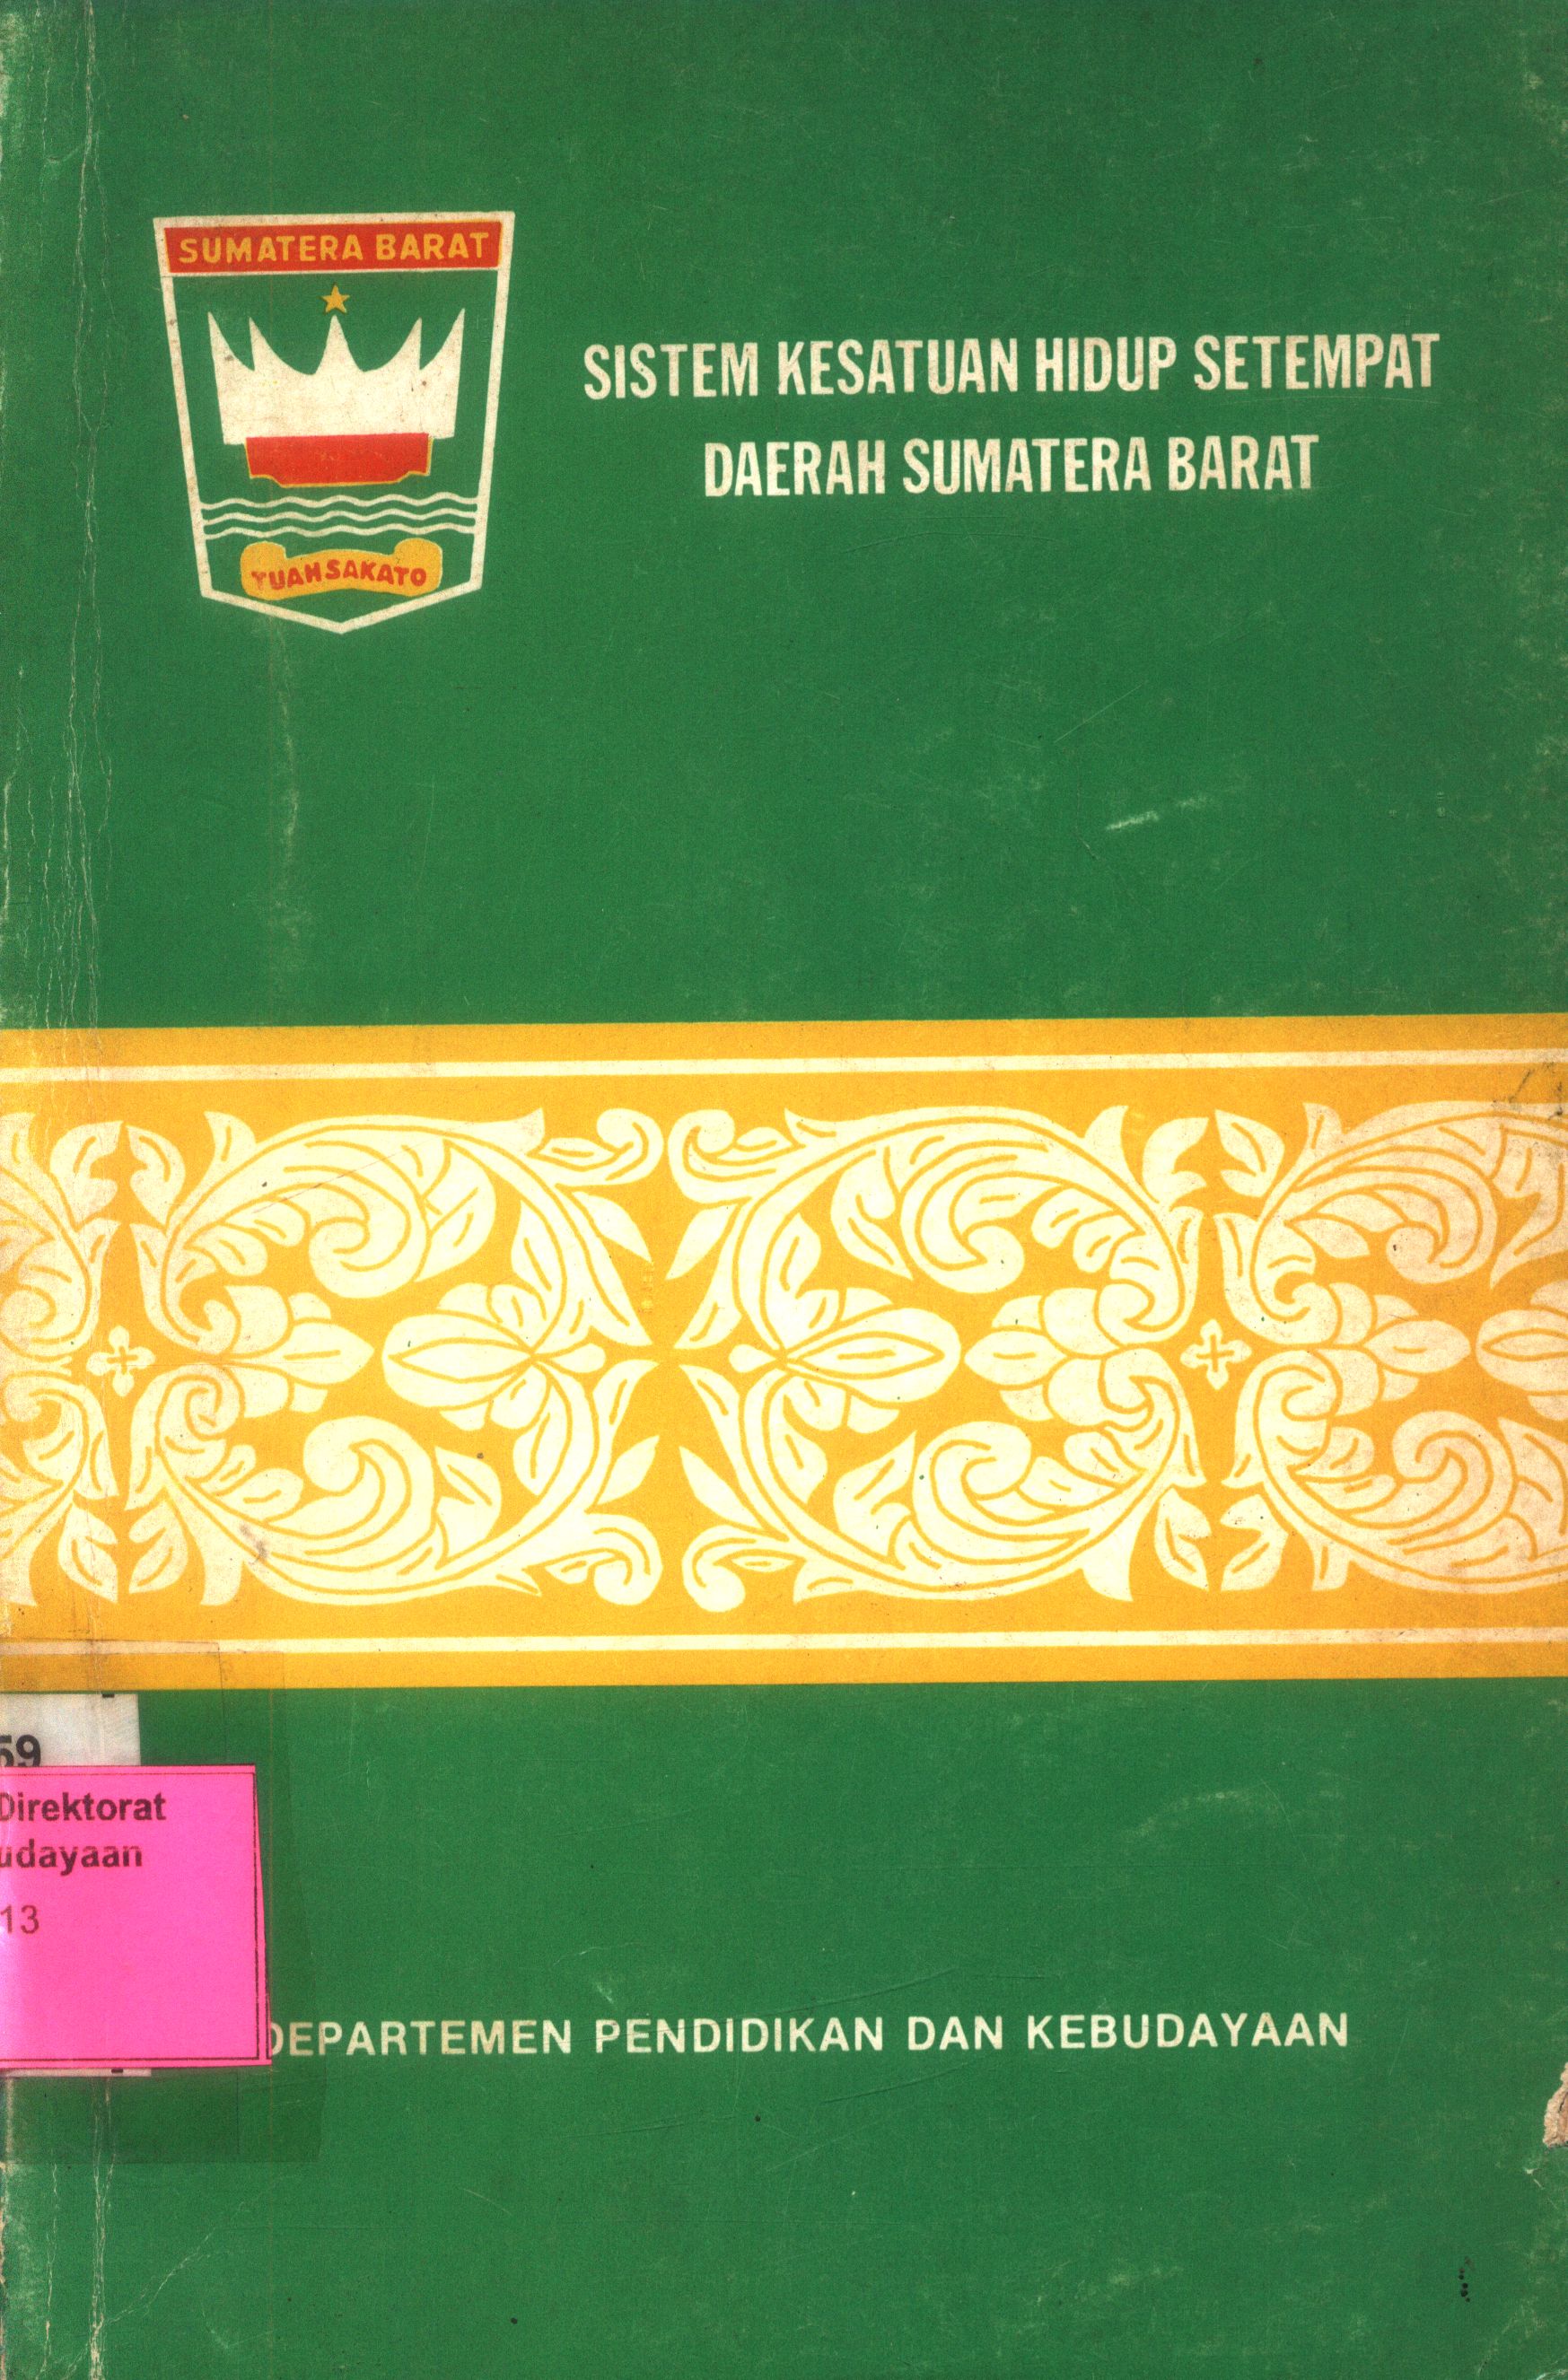 SUMATERA BARAT
TUAH SAKATO
SISTEM KESATUAN HIDUP SETEMPAT
DAERAH SUMATERA BARAT
59
Direktorat
udayaan
13
DEPARTEMEN PENDIDIKAN DAN KEBUDAYAAN